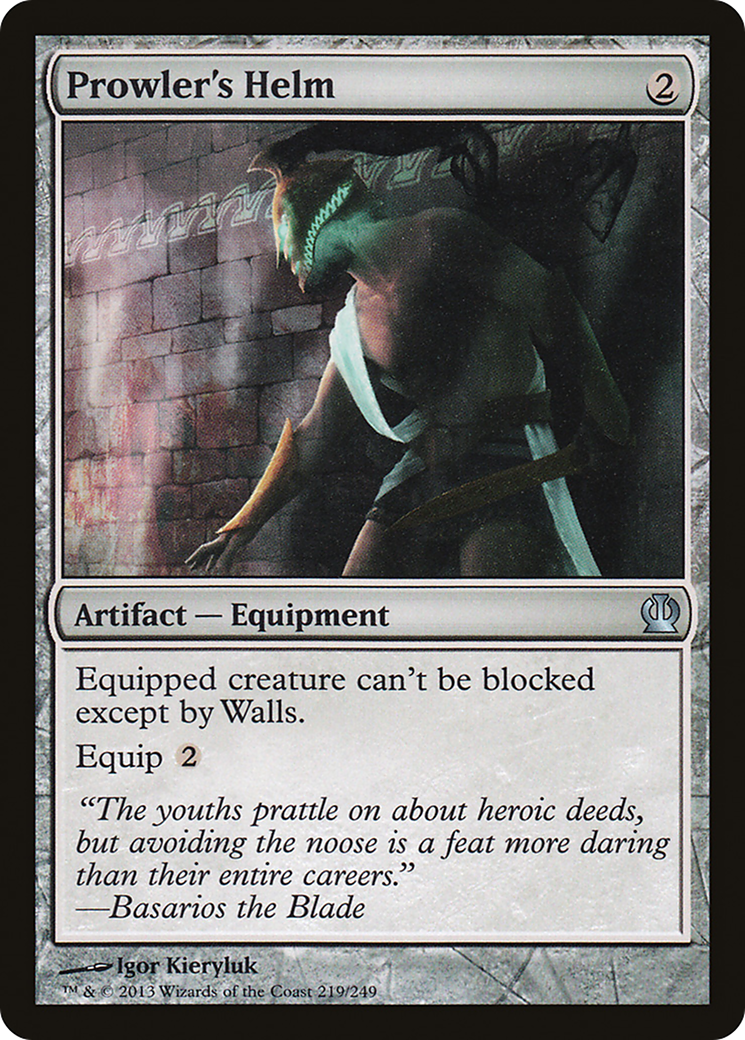 Prowler's Helm 2
Artifact — Equipment
Equipped creature can't be blocked
except by Walls.
Equip 2
“The youths prattle on about heroic deeds,
but avoiding the noose is a feat more daring
than their entire careers.”
—Basarios the Blade
Igor Kieryluk
™ & © 2013 Wizards of the Coast 219/249